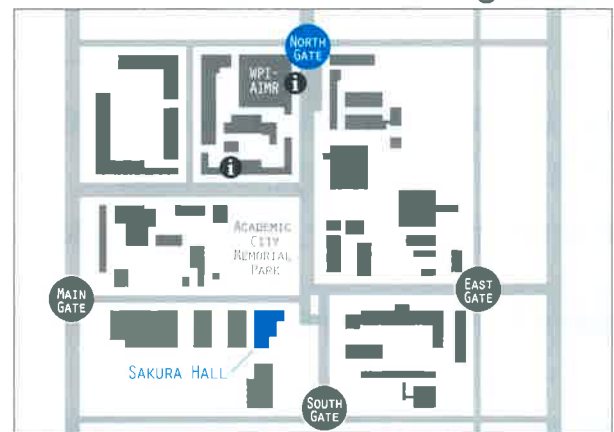 NORTH
GATE
WPI-
AIMR
i
i
ACADEMIC
CITY
MEMORIAL
PARK
MAIN
GATE
EAST
GATE
SAKURA HALL
SOUTH
GATE